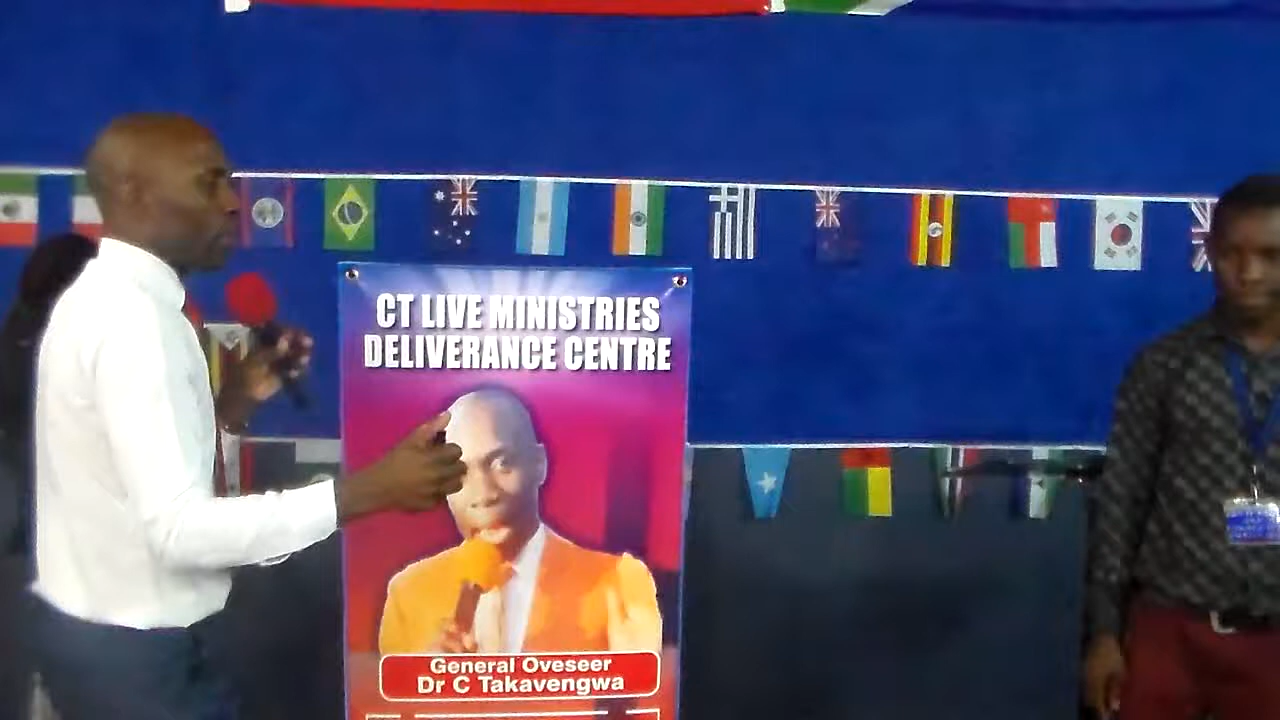 CT LIVE MINISTRIES
DELIVERANCE CENTRE
General Oveseer
Dr C Takavengwa